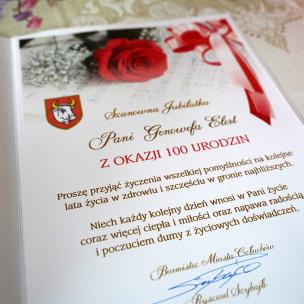 Szanowna Jubilatka
Pani Genowefa Elert
Z OKAZJI 100 URODZIN
Proszę przyjąć życzenia wszelkiej pomyślności na kolejne
lata życia w zdrowiu i szczęściu w gronie najbliższych.
Niech każdy kolejny dzień wnosi w Pani życie
coraz więcej ciepła i miłości oraz napawa radością
i poczuciem dumy z życiowych doświadczeń.
Burmistrz Miasta Człuchów
Ryszard Szybajło